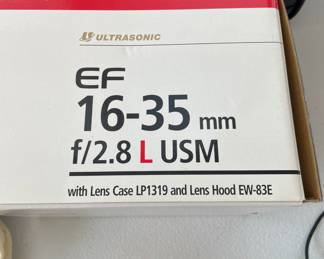 ULTRASONIC
EF
16-35 mm
f/2.8 L USM
with Lens Case LP1319 and Lens Hood EW-83E